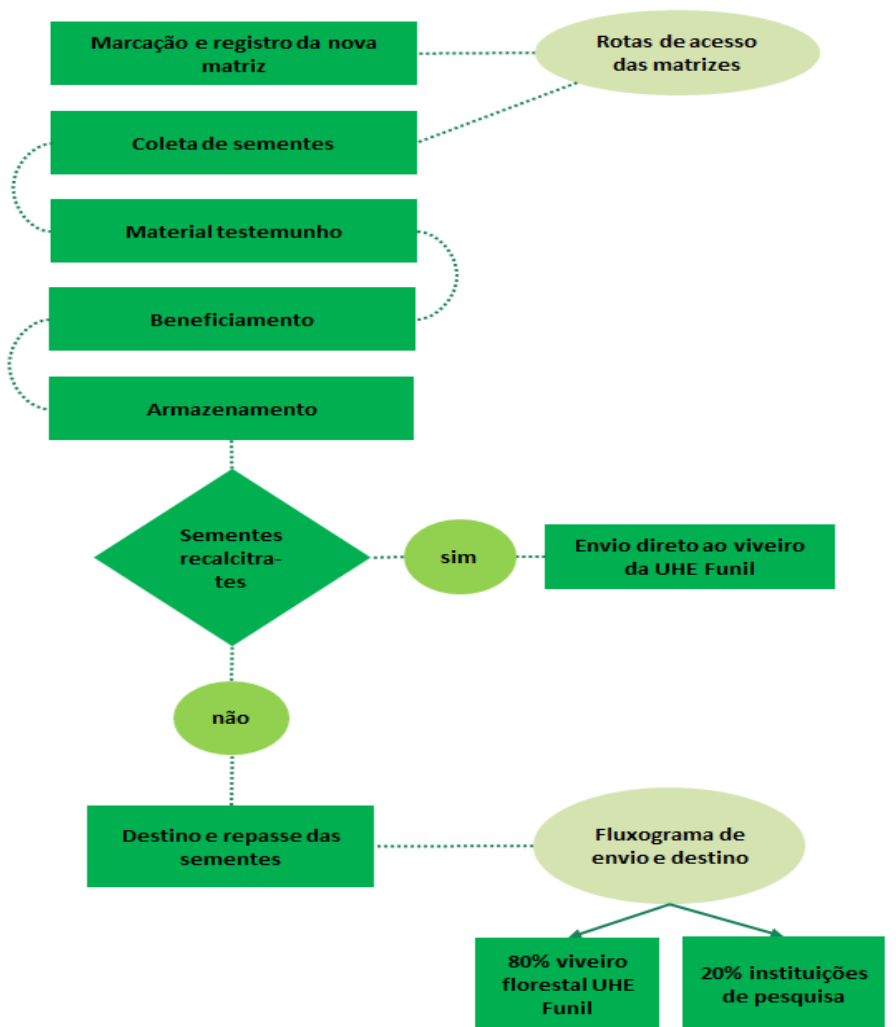 Marcação e registro da nova
matriz
Rotas de acesso
das matrizes
Coleta de sementes
Material testemunho
Beneficiamento
Armazenamento
Sementes
recalcitra-
tes
sim
Envio direto ao viveiro
da UHE Funil
não
Destino e repasse das
sementes
Fluxograma de
envio e destino
80% viveiro
florestal UHE
Funil
20% instituições
de pesquisa